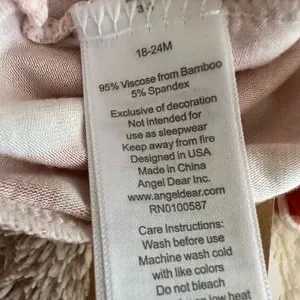 18-24M
95% Viscose from Bamboo
5% Spandex
Exclusive of decoration
Not intended for
use as sleepwear
Keep away from fire
Designed in USA
Made in China
Angel Dear Inc.
www.angeldear.com
RN0100587
Care Instructions:
Wash before use
Machine wash cold
with like colors
Do not bleach
low heat